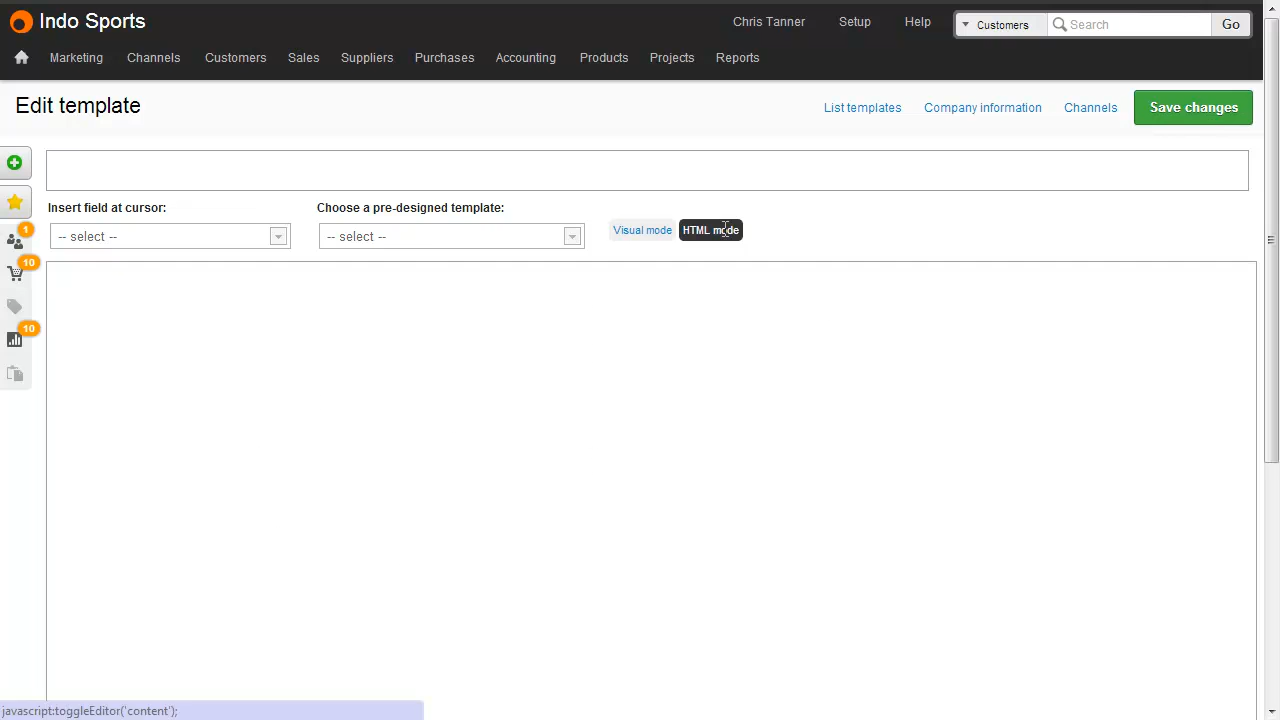 Indo Sports
Chris Tanner Setup Help Customers Search Go
Marketing Channels Customers Sales Suppliers Purchases Accounting Products Projects Reports
Edit template
List templates Company information Channels Save changes
Insert field at cursor: Choose a pre-designed template:
-- select -- -- select -- Visual mode HTML mode
1
10
10
javascript:toggleEditor('content');